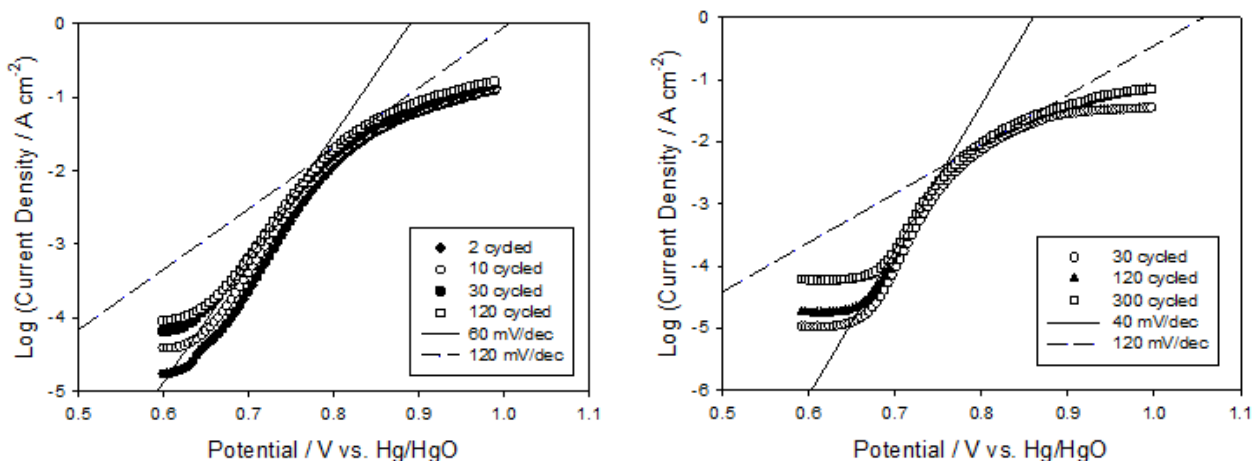 Log (Current Density / A cm-2)
0
-1
-2
-3
-4
-5
0.5 0.6 0.7 0.8 0.9 1.0 1.1
Potential / V vs. Hg/HgO
2 cycled
10 cycled
30 cycled
120 cycled
60 mV/dec
120 mV/dec
Log (Current Density / A cm-2)
0
-1
-2
-3
-4
-5
-6
0.5 0.6 0.7 0.8 0.9 1.0 1.1
Potential / V vs. Hg/HgO
30 cycled
120 cycled
300 cycled
40 mV/dec
120 mV/dec